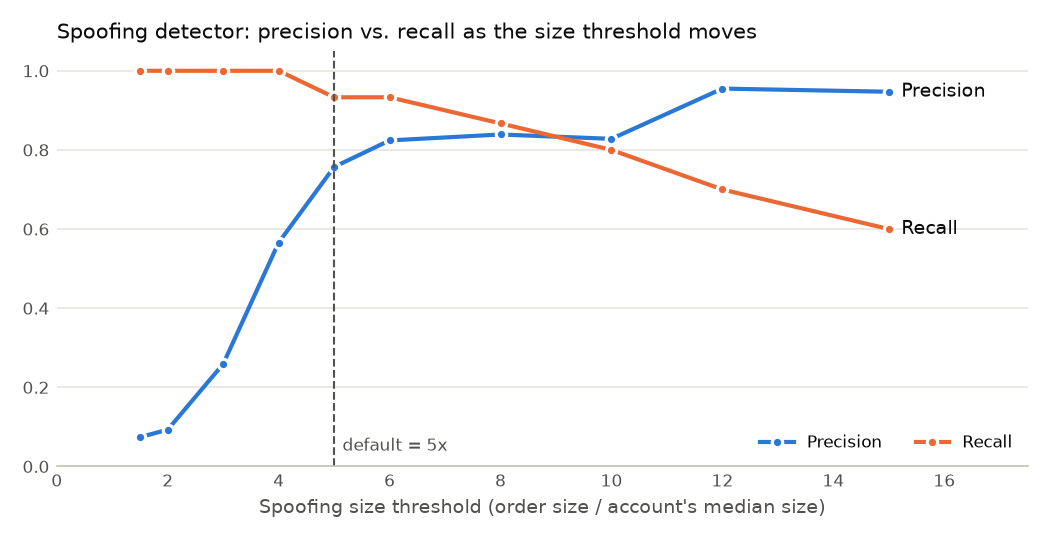 Spoofing detector: precision vs. recall as the size threshold moves
1.0
Precision
0.8
0.6
Recall
0.4
0.2
default = 5x
Precision
Recall
0.0
0 2 4 6 8 10 12 14 16
Spoofing size threshold (order size / account's median size)